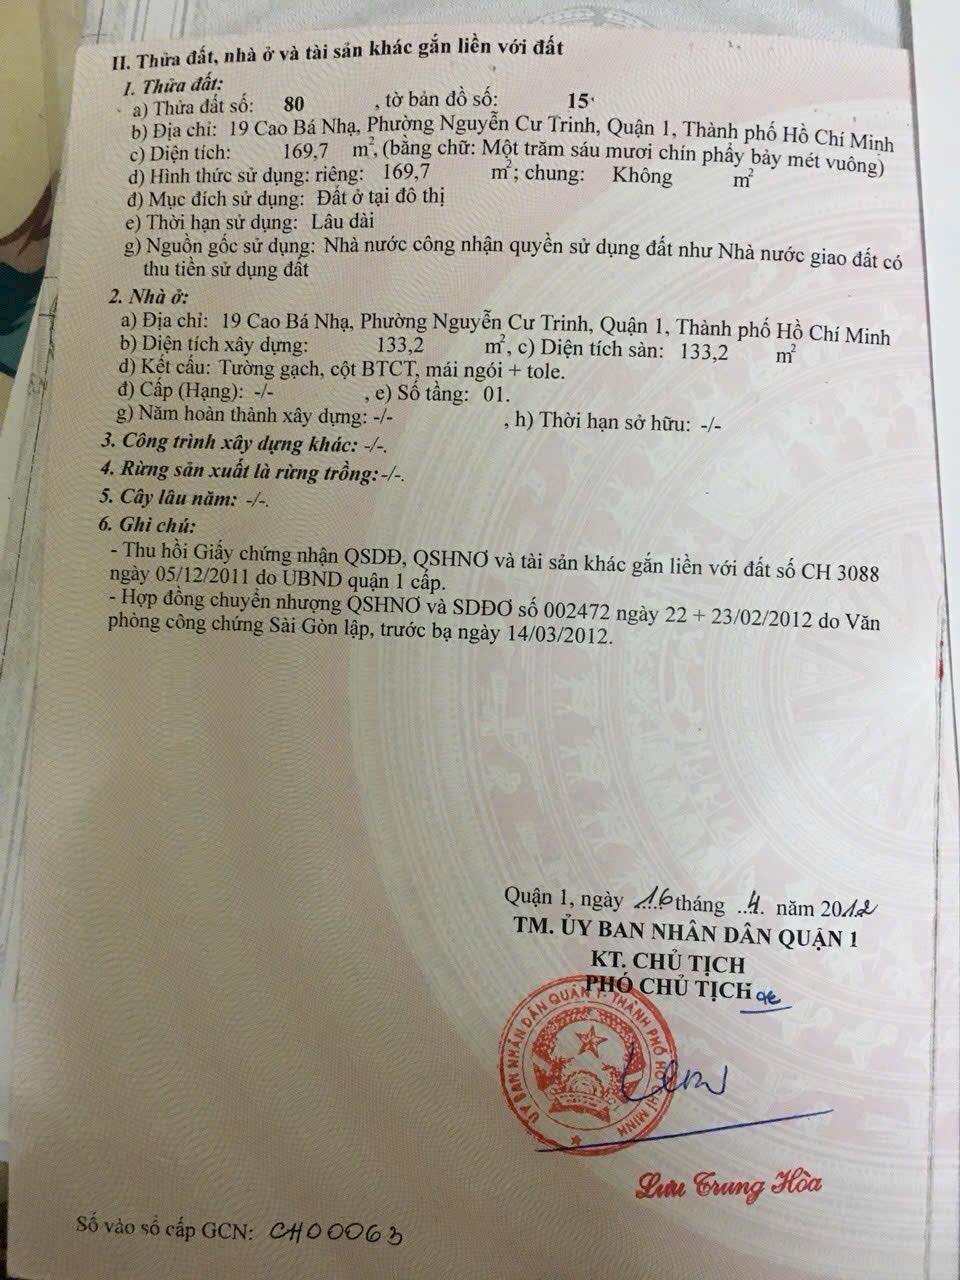 II. Thửa đất, nhà ở và tài sản khác gắn liền với đất
1. Thửa đất:
a) Thửa đất số: 80 , tờ bản đồ số: 15
b) Địa chỉ: 19 Cao Bá Nhạ, Phường Nguyễn Cư Trinh, Quận 1, Thành phố Hồ Chí Minh
c) Diện tích: 169,7 m², (bằng chữ: Một trăm sáu mươi chín phẩy bảy mét vuông)
d) Hình thức sử dụng: riêng: 169,7 m²; chung: Không m²
đ) Mục đích sử dụng: Đất ở tại đô thị
e) Thời hạn sử dụng: Lâu dài
g) Nguồn gốc sử dụng: Nhà nước công nhận quyền sử dụng đất như Nhà nước giao đất có
thu tiền sử dụng đất
2. Nhà ở:
a) Địa chỉ: 19 Cao Bá Nhạ, Phường Nguyễn Cư Trinh, Quận 1, Thành phố Hồ Chí Minh
b) Diện tích xây dựng: 133,2 m², c) Diện tích sàn: 133,2 m²
d) Kết cấu: Tường gạch, cột BTCT, mái ngói + tole.
đ) Cấp (Hạng): -/- , e) Số tầng: 01.
g) Năm hoàn thành xây dựng: -/- , h) Thời hạn sở hữu: -/-
3. Công trình xây dựng khác: -/-.
4. Rừng sản xuất là rừng trồng: -/-.
5. Cây lâu năm: -/-.
6. Ghi chú:
- Thu hồi Giấy chứng nhận QSDĐ, QSHNƠ và tài sản khác gắn liền với đất số CH 3088
ngày 05/12/2011 do UBND quận 1 cấp.
- Hợp đồng chuyển nhượng QSHNƠ và SDĐƠ số 002472 ngày 22 + 23/02/2012 do Văn
phòng công chứng Sài Gòn lập, trước bạ ngày 14/03/2012.
Quận 1, ngày 16 tháng 4 năm 2012
TM. ỦY BAN NHÂN DÂN QUẬN 1
KT. CHỦ TỊCH
PHÓ CHỦ TỊCH
ỦY BAN NHÂN DÂN QUẬN 1 - THÀNH PHỐ HỒ CHÍ MINH
Lưu Trung Hòa
Số vào sổ cấp GCN: CH00063